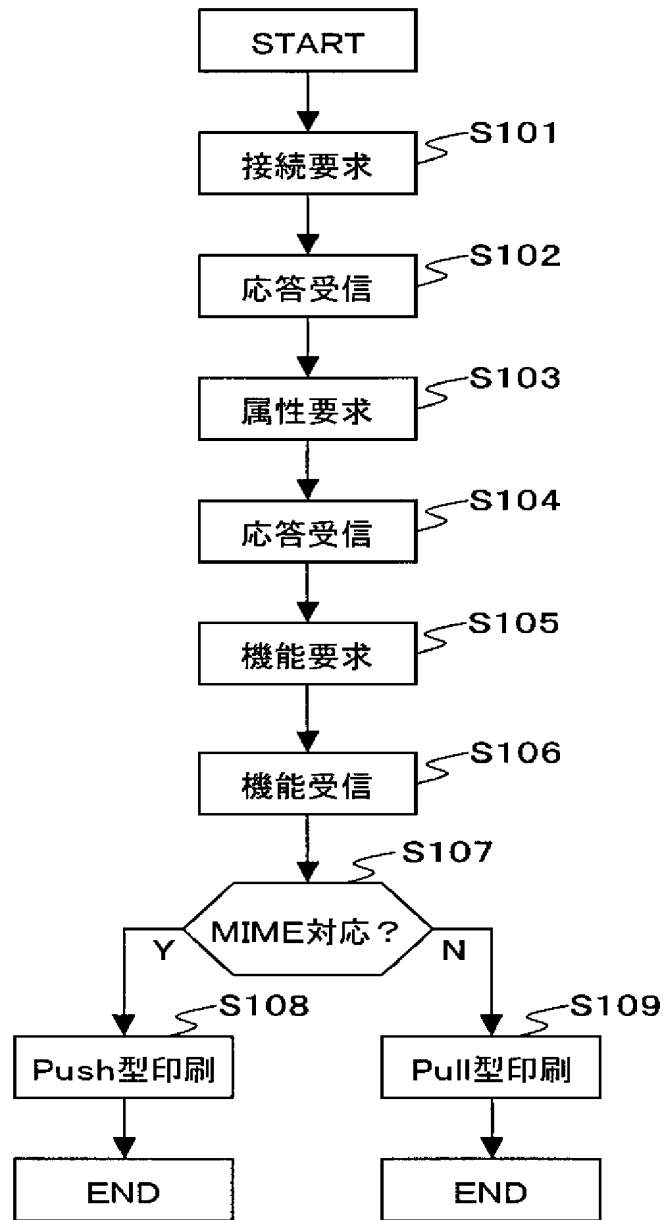 START
S101
接続要求
S102
応答受信
S103
属性要求
S104
応答受信
S105
機能要求
S106
機能受信
S107
MIME対応？
Y
N
S108
S109
Push型印刷
Pull型印刷
END
END